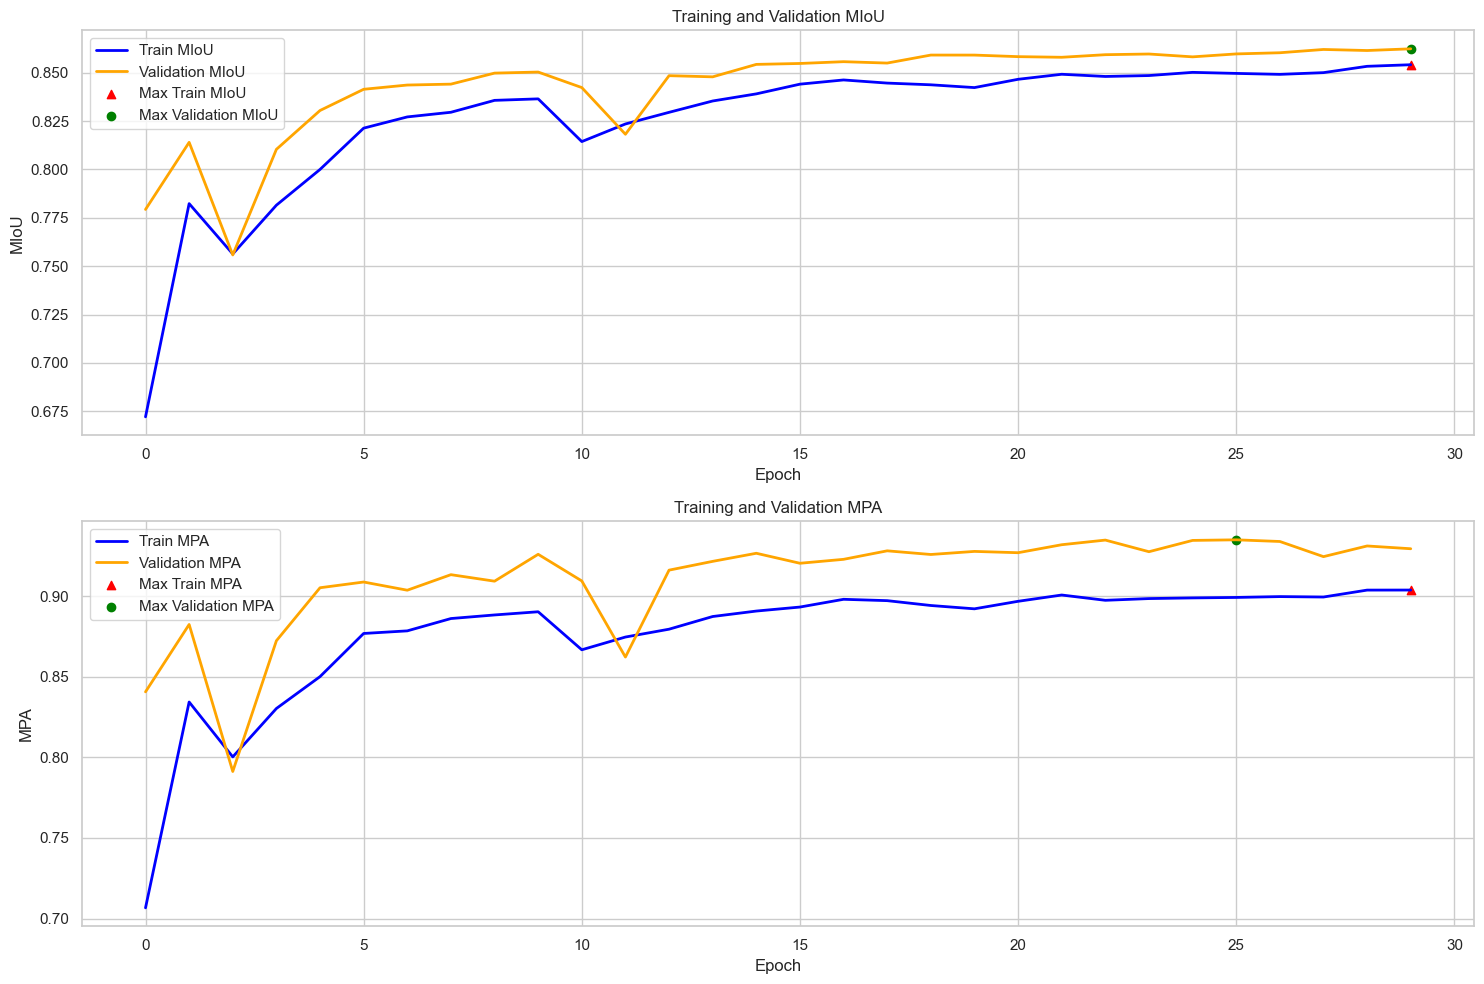 Training and Validation MIoU
Train MIoU
Validation MIoU
Max Train MIoU
Max Validation MIoU
0.850
0.825
0.800
0.775
0.750
0.725
0.700
0.675
MIoU
0 5 10 15 20 25 30
Epoch
Training and Validation MPA
Train MPA
Validation MPA
Max Train MPA
Max Validation MPA
0.90
0.85
0.80
0.75
0.70
MPA
0 5 10 15 20 25 30
Epoch